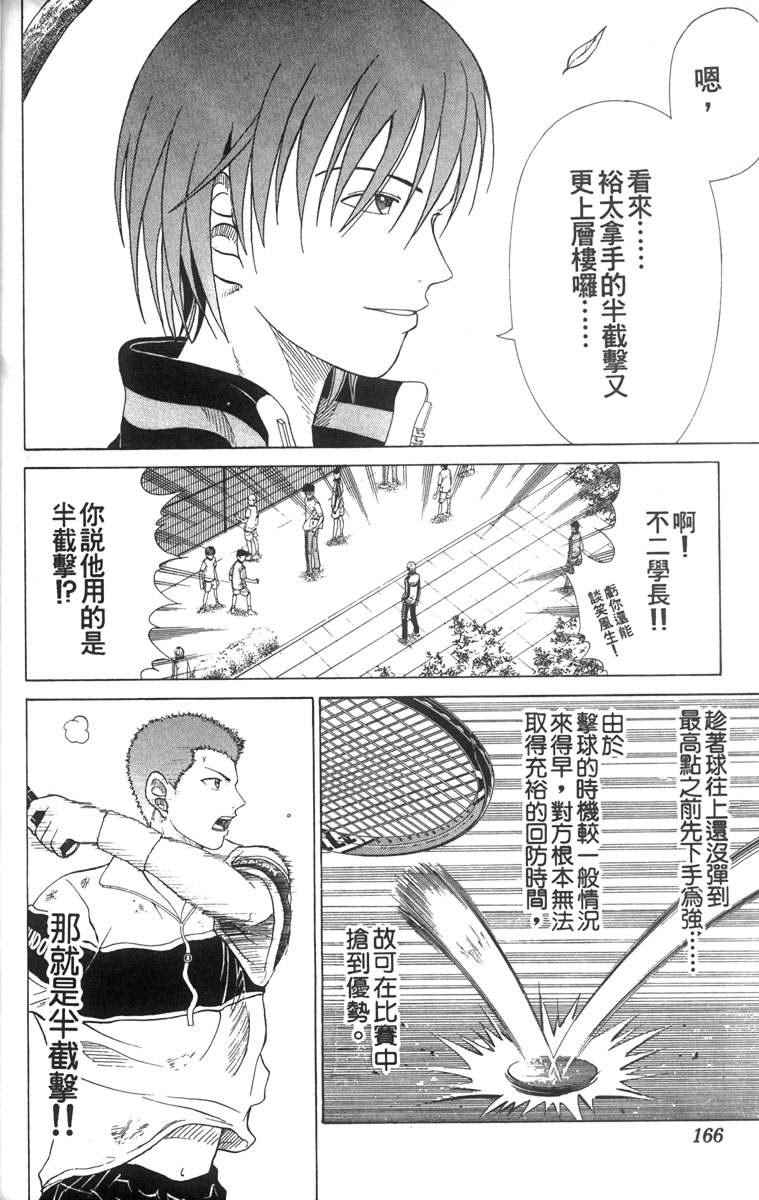 嗯，
看來……
裕太拿手的半截擊又
更上層樓囉……
啊！
不二學長!!
虧你還能
談笑風生！
你說他用的是
半截擊!?
趁著球往上還沒彈到
最高點之前先下手為強……
由於
擊球的時機較一般情況
來得早，對方根本無法
取得充裕的回防時間，
故可在比賽中
搶到優勢。
那就是半截擊!!
166